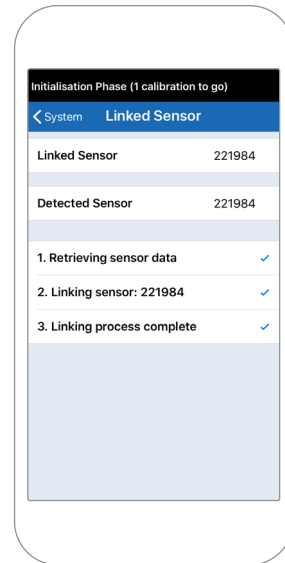 Initialisation Phase (1 calibration to go)
System Linked Sensor
Linked Sensor 221984
Detected Sensor 221984
1. Retrieving sensor data
2. Linking sensor: 221984
3. Linking process complete